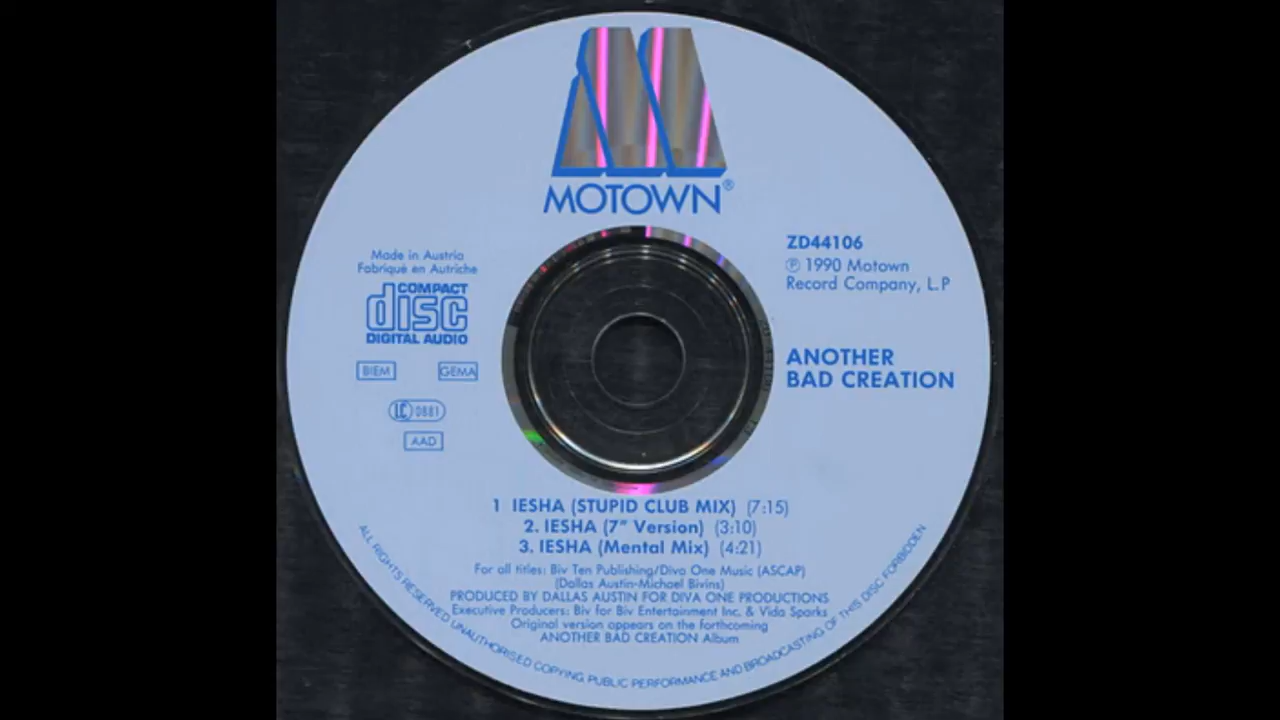 MOTOWN®
Made in Austria
Fabriqué en Autriche
COMPACT
disc
DIGITAL AUDIO
BIEM GEMA
LC 0881
AAD
ZD44106
℗ 1990 Motown
Record Company, L.P
ANOTHER
BAD CREATION
1 IESHA (STUPID CLUB MIX) (7:15)
2. IESHA (7" Version) (3:10)
3. IESHA (Mental Mix) (4:21)
For all titles: Biv Ten Publishing/Diva One Music (ASCAP)
(Dallas Austin-Michael Bivins)
PRODUCED BY DALLAS AUSTIN FOR DIVA ONE PRODUCTIONS
Executive Producers: Biv for Biv Entertainment Inc. & Vida Sparks
Original version appears on the forthcoming
ANOTHER BAD CREATION Album
ALL RIGHTS RESERVED UNAUTHORISED COPYING, PUBLIC PERFORMANCE AND BROADCASTING OF THIS DISC FORBIDDEN